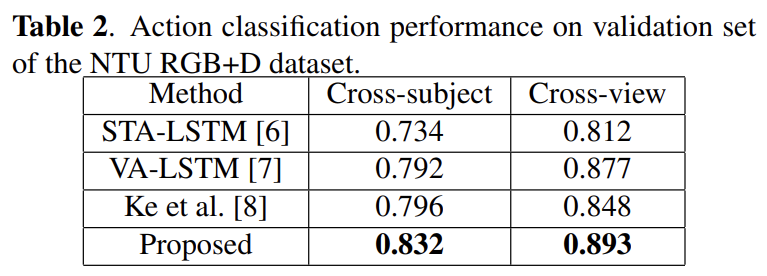 Table 2. Action classification performance on validation set
of the NTU RGB+D dataset.
Method Cross-subject Cross-view
STA-LSTM [6] 0.734 0.812
VA-LSTM [7] 0.792 0.877
Ke et al. [8] 0.796 0.848
Proposed 0.832 0.893